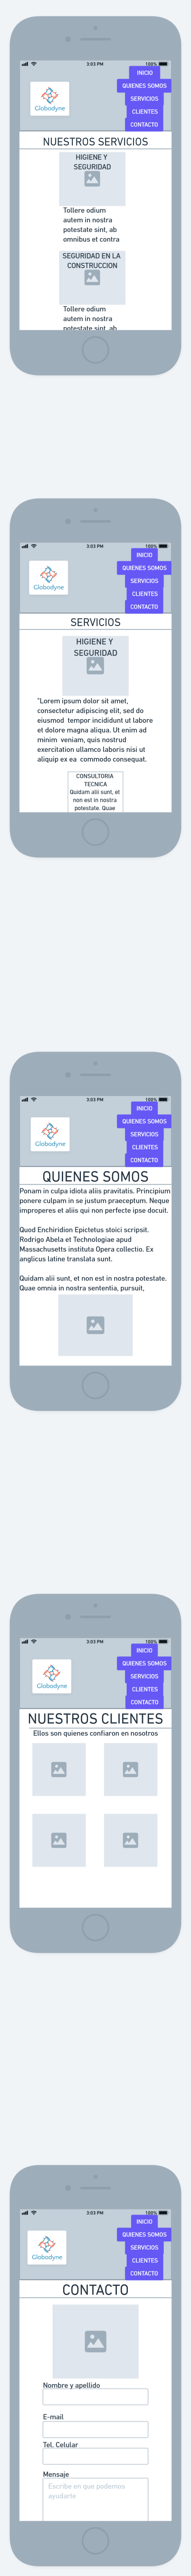 3:03 PM 100%
INICIO
QUIENES SOMOS
SERVICIOS
CLIENTES
CONTACTO
Globodyne
NUESTROS SERVICIOS
HIGIENE Y
SEGURIDAD
Tollere odium
autem in nostra
potestate sint, ab
omnibus et contra
SEGURIDAD EN LA
CONSTRUCCION
Tollere odium
autem in nostra
potestate sint, ab
3:03 PM 100%
INICIO
QUIENES SOMOS
SERVICIOS
CLIENTES
CONTACTO
Globodyne
SERVICIOS
HIGIENE Y
SEGURIDAD
"Lorem ipsum dolor sit amet,
consectetur adipiscing elit, sed do
eiusmod tempor incididunt ut labore
et dolore magna aliqua. Ut enim ad
minim veniam, quis nostrud
exercitation ullamco laboris nisi ut
aliquip ex ea commodo consequat.
CONSULTORIA
TECNICA
Quidam alii sunt, et
non est in nostra
potestate. Quae
3:03 PM 100%
INICIO
QUIENES SOMOS
SERVICIOS
CLIENTES
CONTACTO
Globodyne
QUIENES SOMOS
Ponam in culpa idiota aliis pravitatis. Principium
ponere culpam in se justum praeceptum. Neque
improperes et aliis qui non perfecte ipse dicuit.
Quod Enchiridion Epictetus stoici scripsit.
Rodrigo Abela et Technologiae apud
Massachusetts instituta Opera collectio. Ex
anglicus latine translata sunt.
Quidam alii sunt, et non est in nostra potestate.
Quae omnia in nostra sententia, pursuit,
3:03 PM 100%
INICIO
QUIENES SOMOS
SERVICIOS
CLIENTES
CONTACTO
Globodyne
NUESTROS CLIENTES
Ellos son quienes confiaron en nosotros
3:03 PM 100%
INICIO
QUIENES SOMOS
SERVICIOS
CLIENTES
CONTACTO
Globodyne
CONTACTO
Nombre y apellido
E-mail
Tel. Celular
Mensaje
Escribe en que podemos
ayudarte